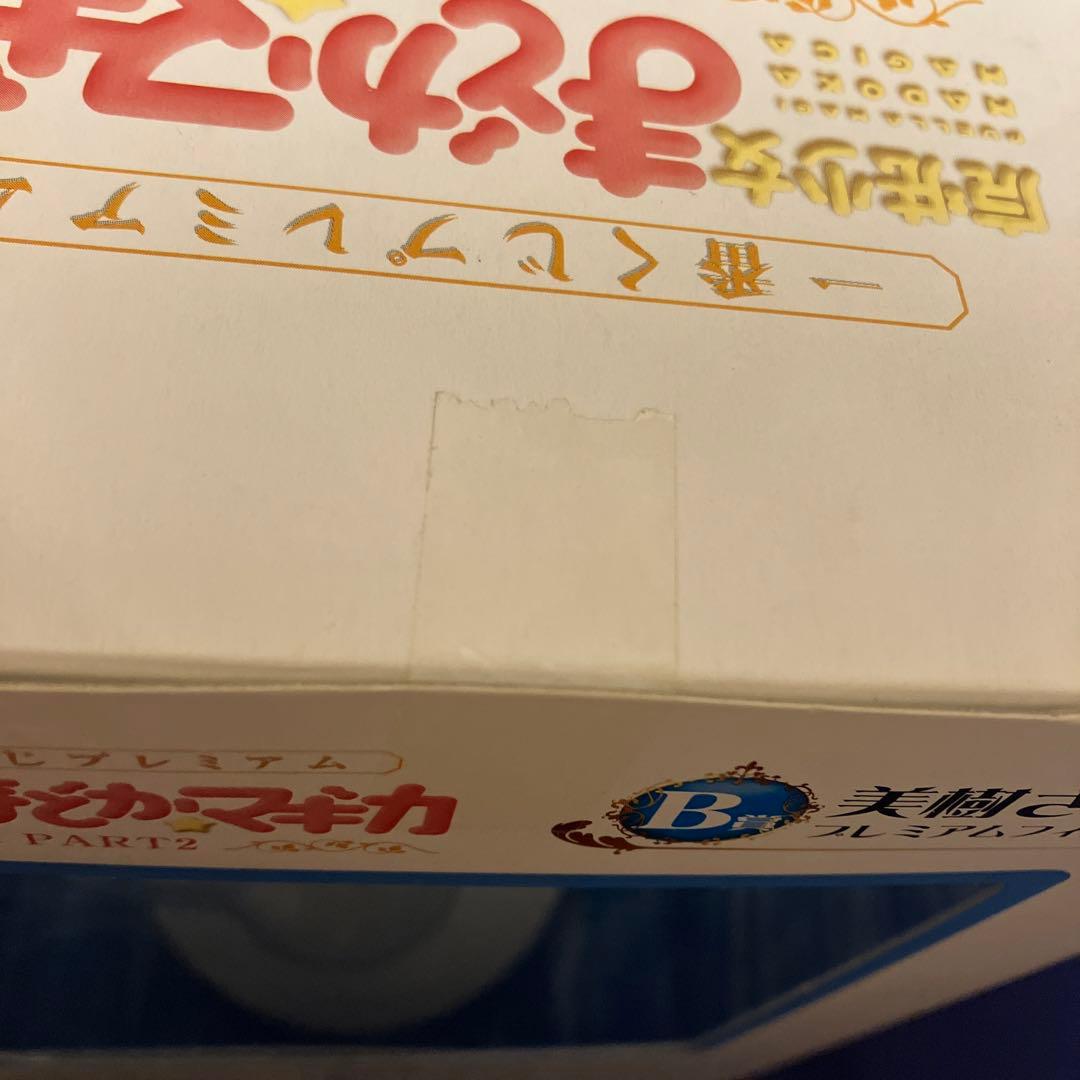 魔法少女
まどか☆マ
PUELLA MAGI
MADOKA
MAGICA
一番くじプレミア
じプレミアム
まどか☆マギカ
PART2
B賞
美樹さ
プレミアムフィ